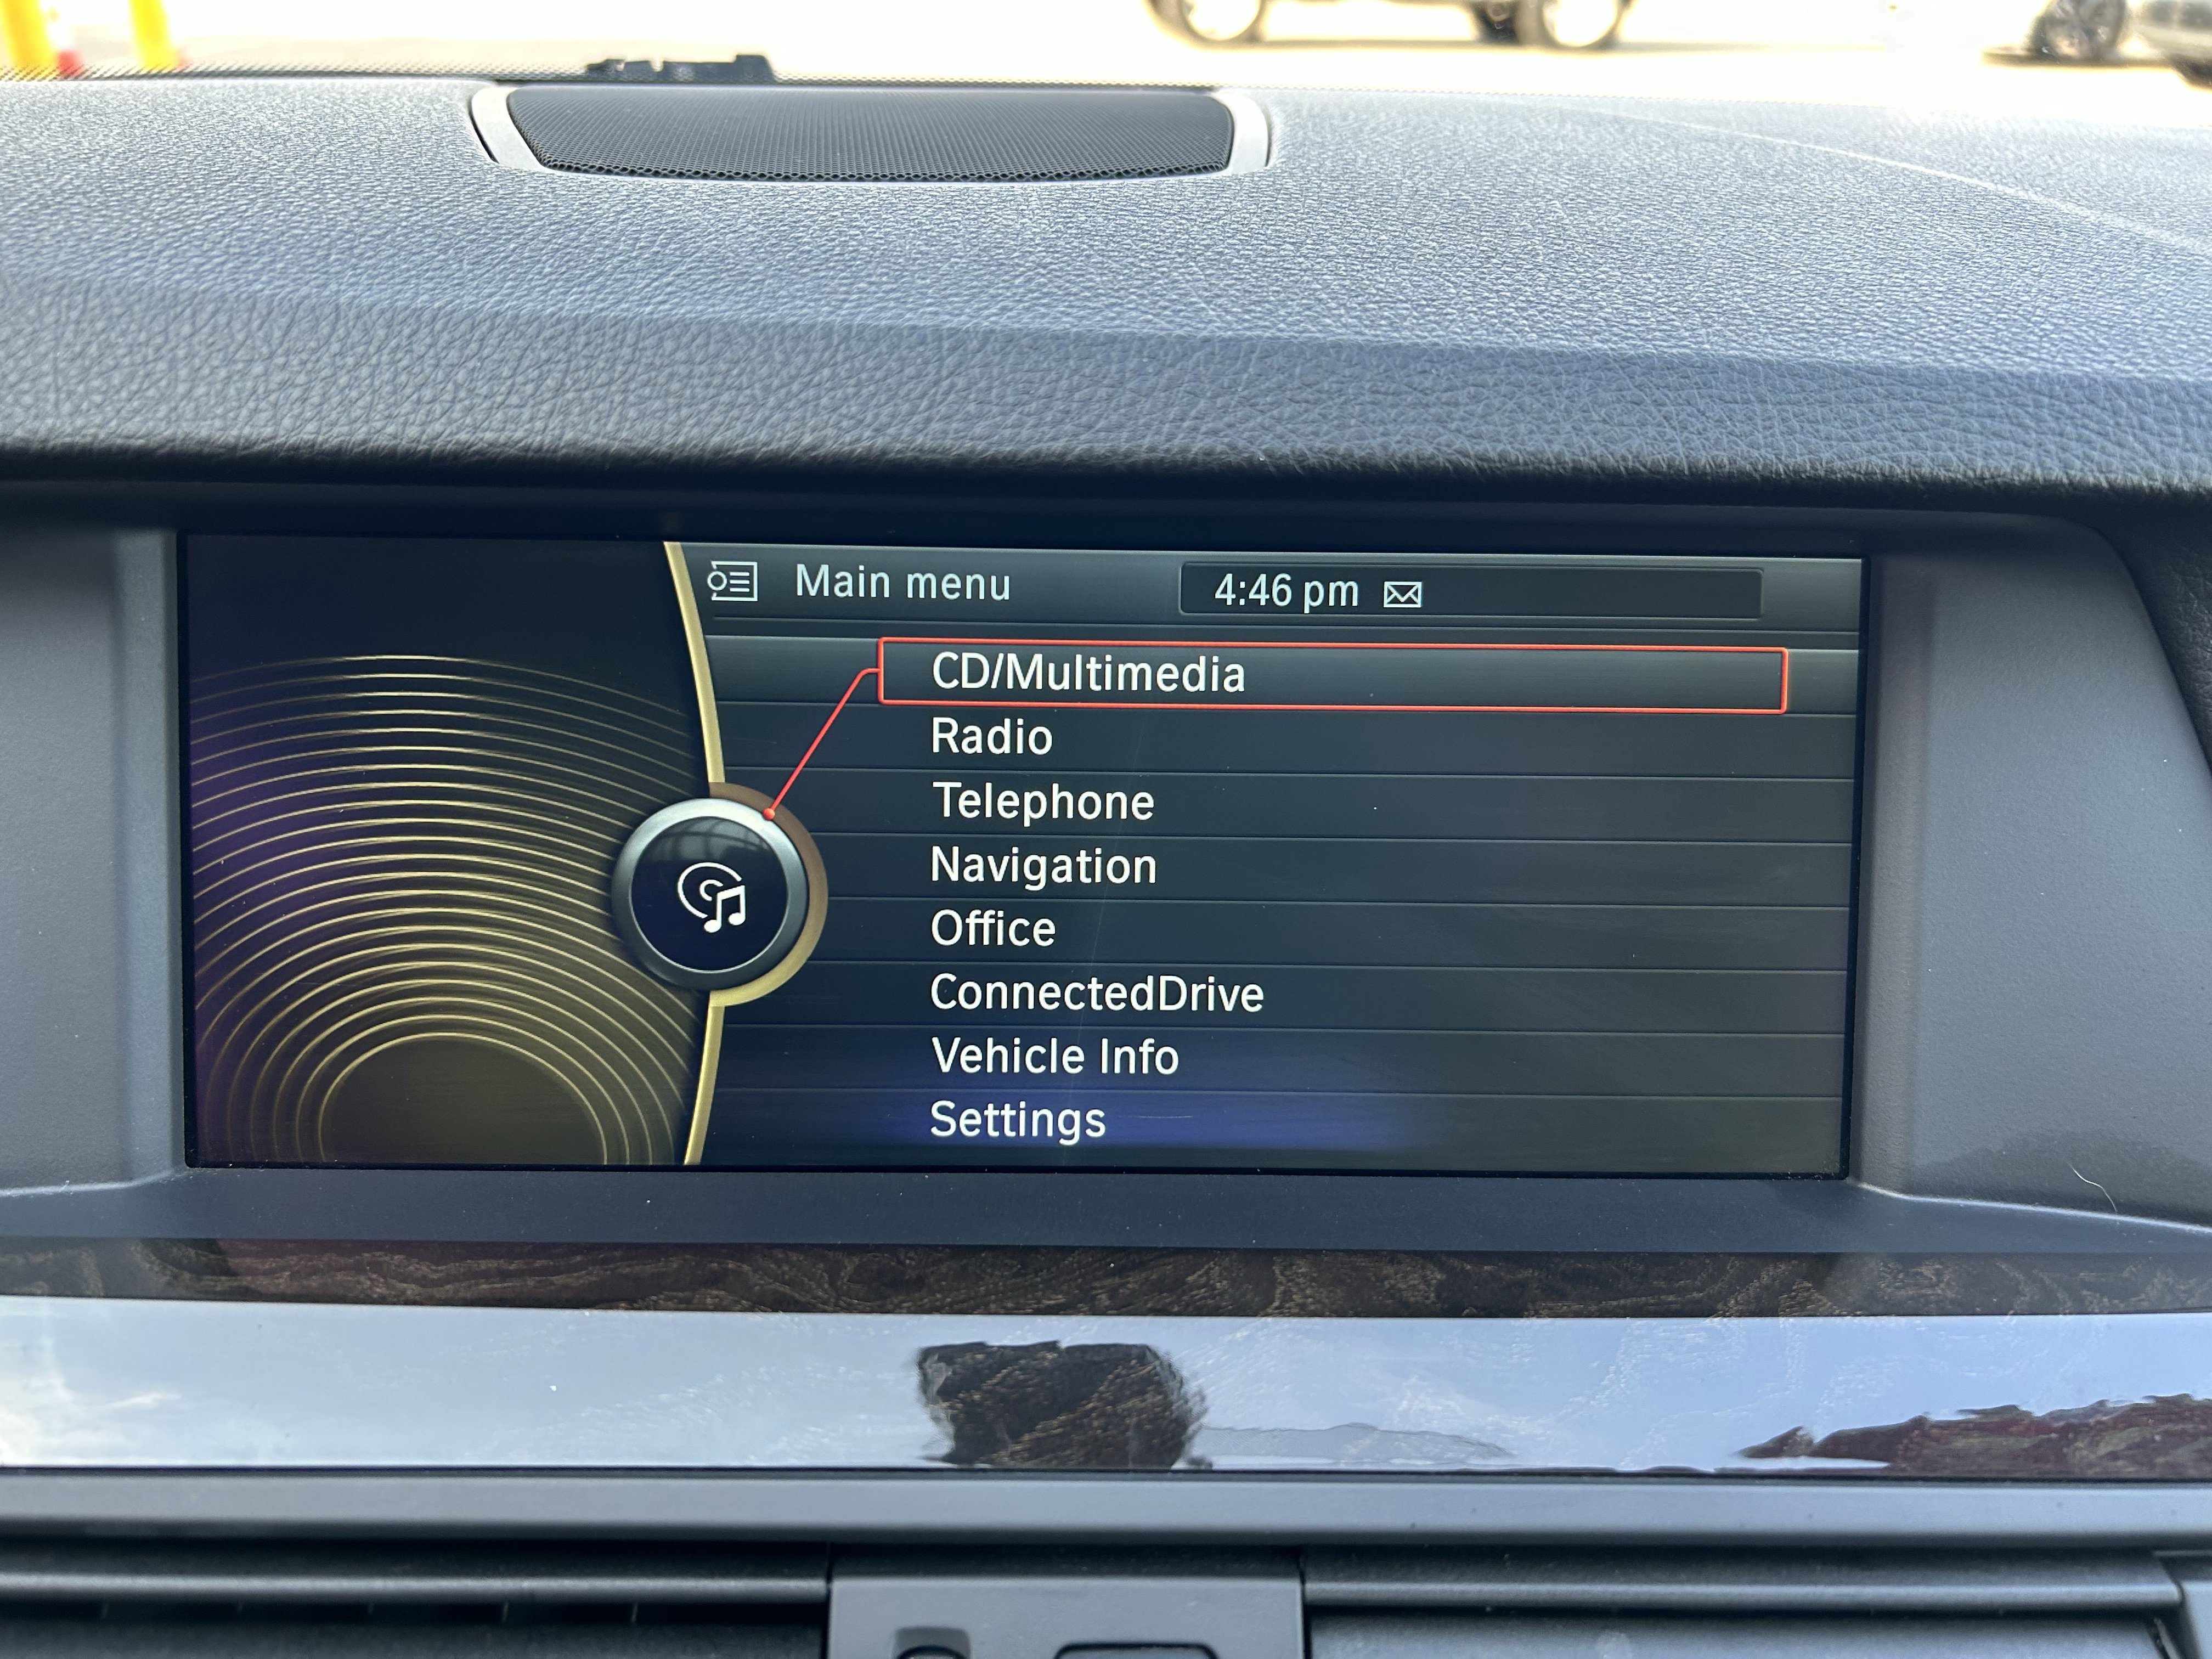 Main menu
4:46 pm
CD/Multimedia
Radio
Telephone
Navigation
Office
ConnectedDrive
Vehicle Info
Settings